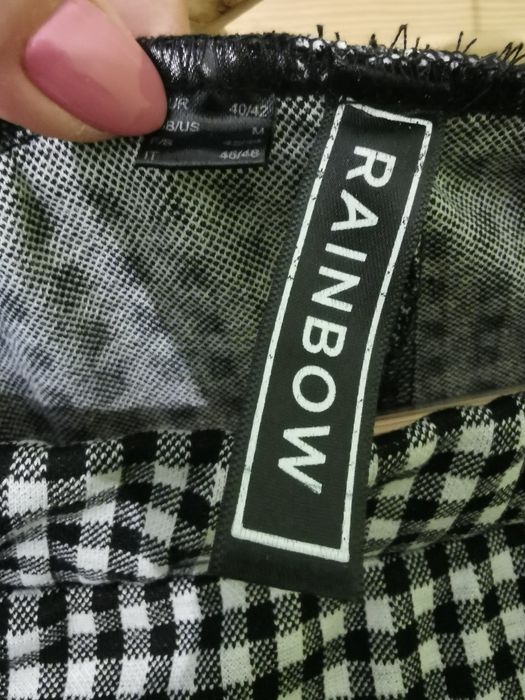 UR 40/42
B/US M
IT 46/48
RAINBOW